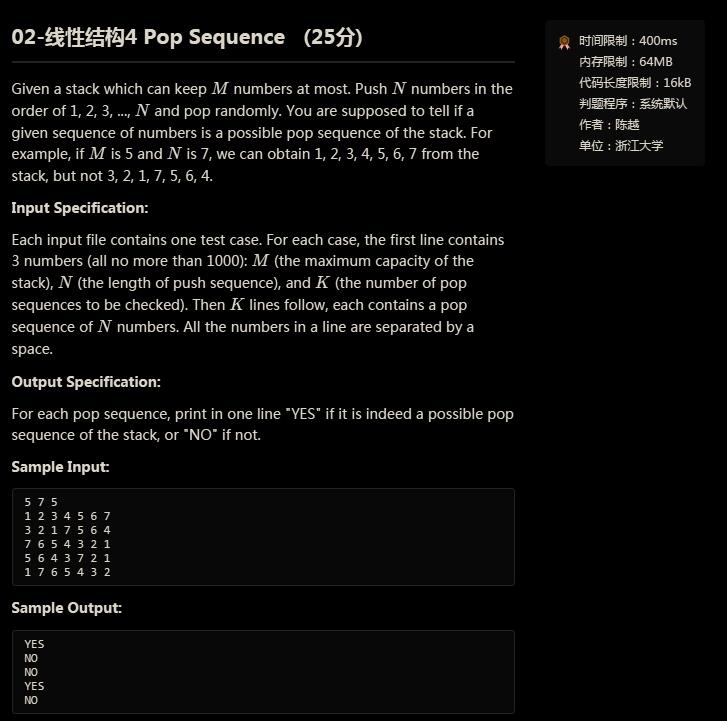 02-线性结构4 Pop Sequence (25分)
时间限制：400ms
内存限制：64MB
代码长度限制：16kB
判题程序：系统默认
作者：陈越
单位：浙江大学
Given a stack which can keep M numbers at most. Push N numbers in the
order of 1, 2, 3, ..., N and pop randomly. You are supposed to tell if a
given sequence of numbers is a possible pop sequence of the stack. For
example, if M is 5 and N is 7, we can obtain 1, 2, 3, 4, 5, 6, 7 from the
stack, but not 3, 2, 1, 7, 5, 6, 4.
Input Specification:
Each input file contains one test case. For each case, the first line contains
3 numbers (all no more than 1000): M (the maximum capacity of the
stack), N (the length of push sequence), and K (the number of pop
sequences to be checked). Then K lines follow, each contains a pop
sequence of N numbers. All the numbers in a line are separated by a
space.
Output Specification:
For each pop sequence, print in one line "YES" if it is indeed a possible pop
sequence of the stack, or "NO" if not.
Sample Input:
5 7 5
1 2 3 4 5 6 7
3 2 1 7 5 6 4
7 6 5 4 3 2 1
5 6 4 3 7 2 1
1 7 6 5 4 3 2
Sample Output:
YES
NO
NO
YES
NO